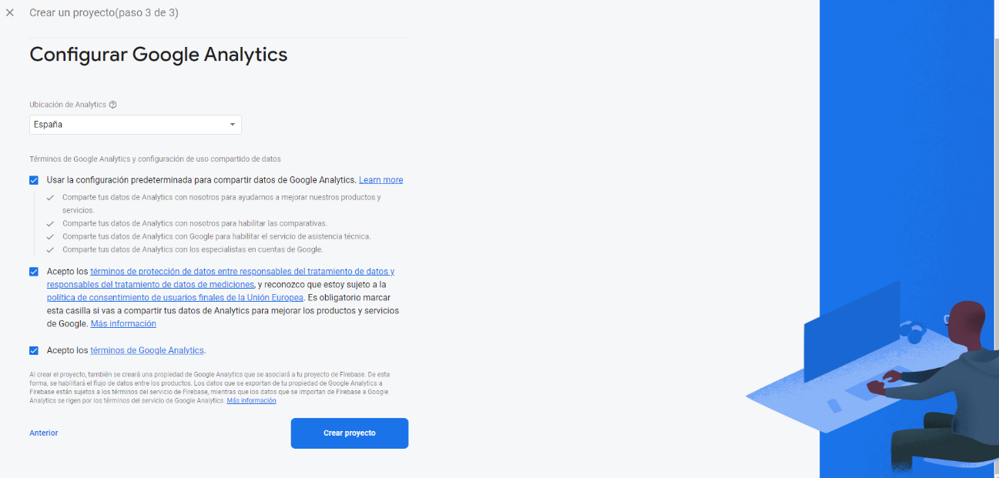 Crear un proyecto(paso 3 de 3)
Configurar Google Analytics
Ubicación de Analytics
España
Términos de Google Analytics y configuración de uso compartido de datos
Usar la configuración predeterminada para compartir datos de Google Analytics. Learn more
Comparte tus datos de Analytics con nosotros para ayudarnos a mejorar nuestros productos y
servicios.
Comparte tus datos de Analytics con nosotros para habilitar las comparativas.
Comparte tus datos de Analytics con Google para habilitar el servicio de asistencia técnica.
Comparte tus datos de Analytics con los especialistas en cuentas de Google.
Acepto los términos de protección de datos entre responsables del tratamiento de datos y
responsables del tratamiento de datos de mediciones, y reconozco que estoy sujeto a la
política de consentimiento de usuarios finales de la Unión Europea. Es obligatorio marcar
esta casilla si vas a compartir tus datos de Analytics para mejorar los productos y servicios
de Google. Más información
Acepto los términos de Google Analytics.
Al crear el proyecto, también se creará una propiedad de Google Analytics que se asociará a tu proyecto de Firebase. De esta
forma, se habilitará el flujo de datos entre los productos. Los datos que se exportan de tu propiedad de Google Analytics a
Firebase están sujetos a los términos del servicio de Firebase, mientras que los datos que se importan de Firebase a Google
Analytics se rigen por los términos del servicio de Google Analytics. Más información
Anterior
Crear proyecto